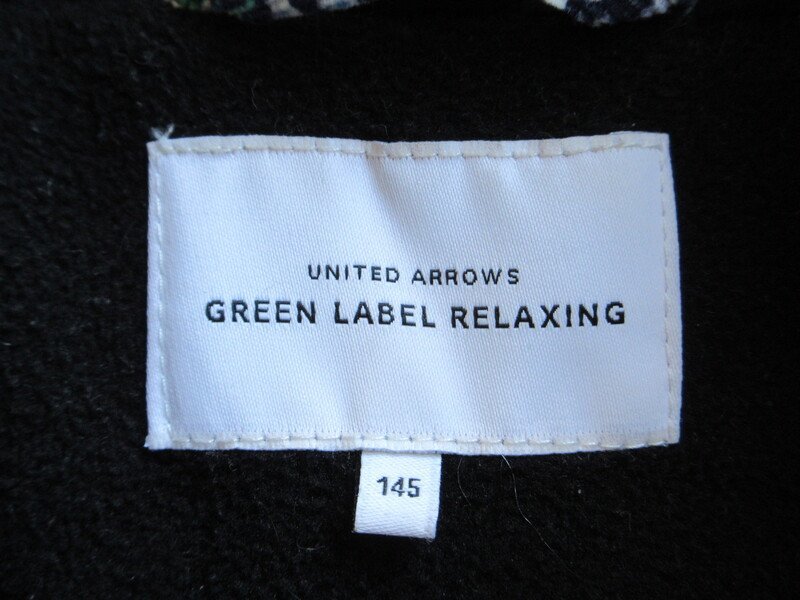 UNITED ARROWS
GREEN LABEL RELAXING
145